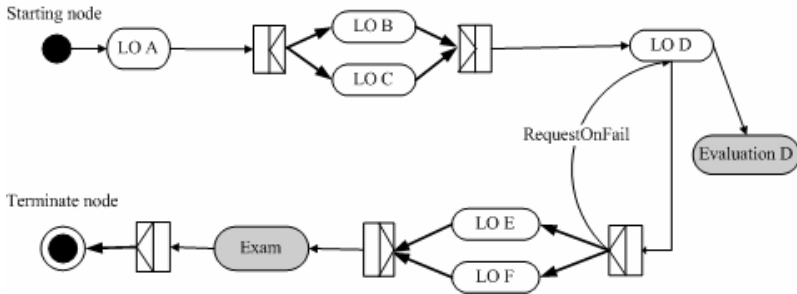 Starting node
LO A
LO B
LO C
LO D
RequestOnFail
Evaluation D
Terminate node
Exam
LO E
LO F